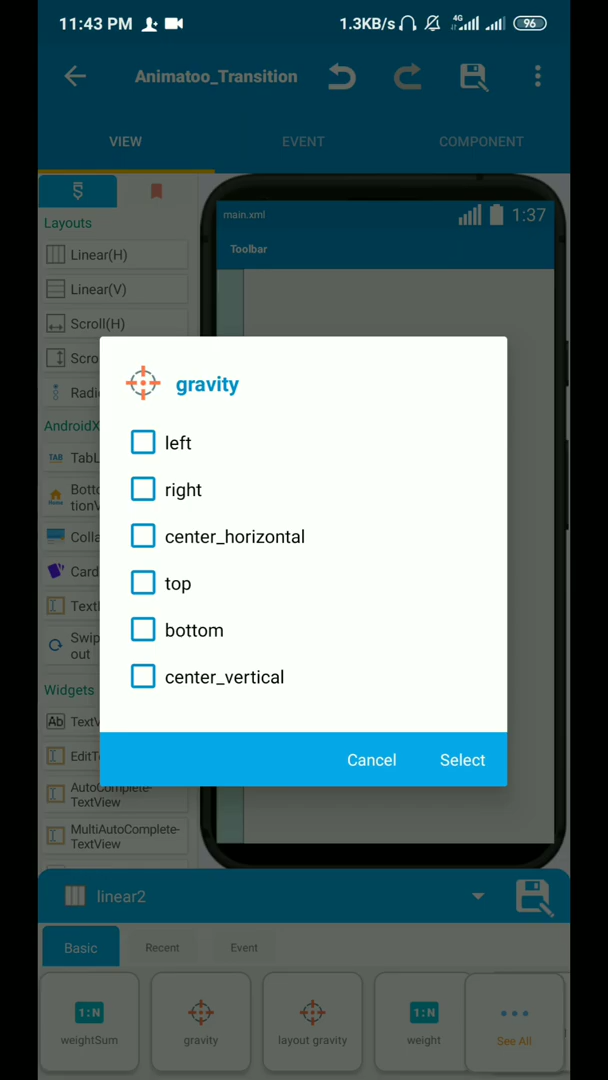 11:43 PM 1.3KB/s 4G 96
Animatoo_Transition
VIEW EVENT COMPONENT
main.xml 1:37
Toolbar
Layouts
Linear(H)
Linear(V)
Scroll(H)
gravity
left
right
center_horizontal
top
bottom
center_vertical
Cancel Select
Widgets
Ab
AutoComplete-
TextView
MultiAutoComplete-
TextView
linear2
Basic Recent Event
1:N 1:N
weightSum gravity layout gravity weight See All